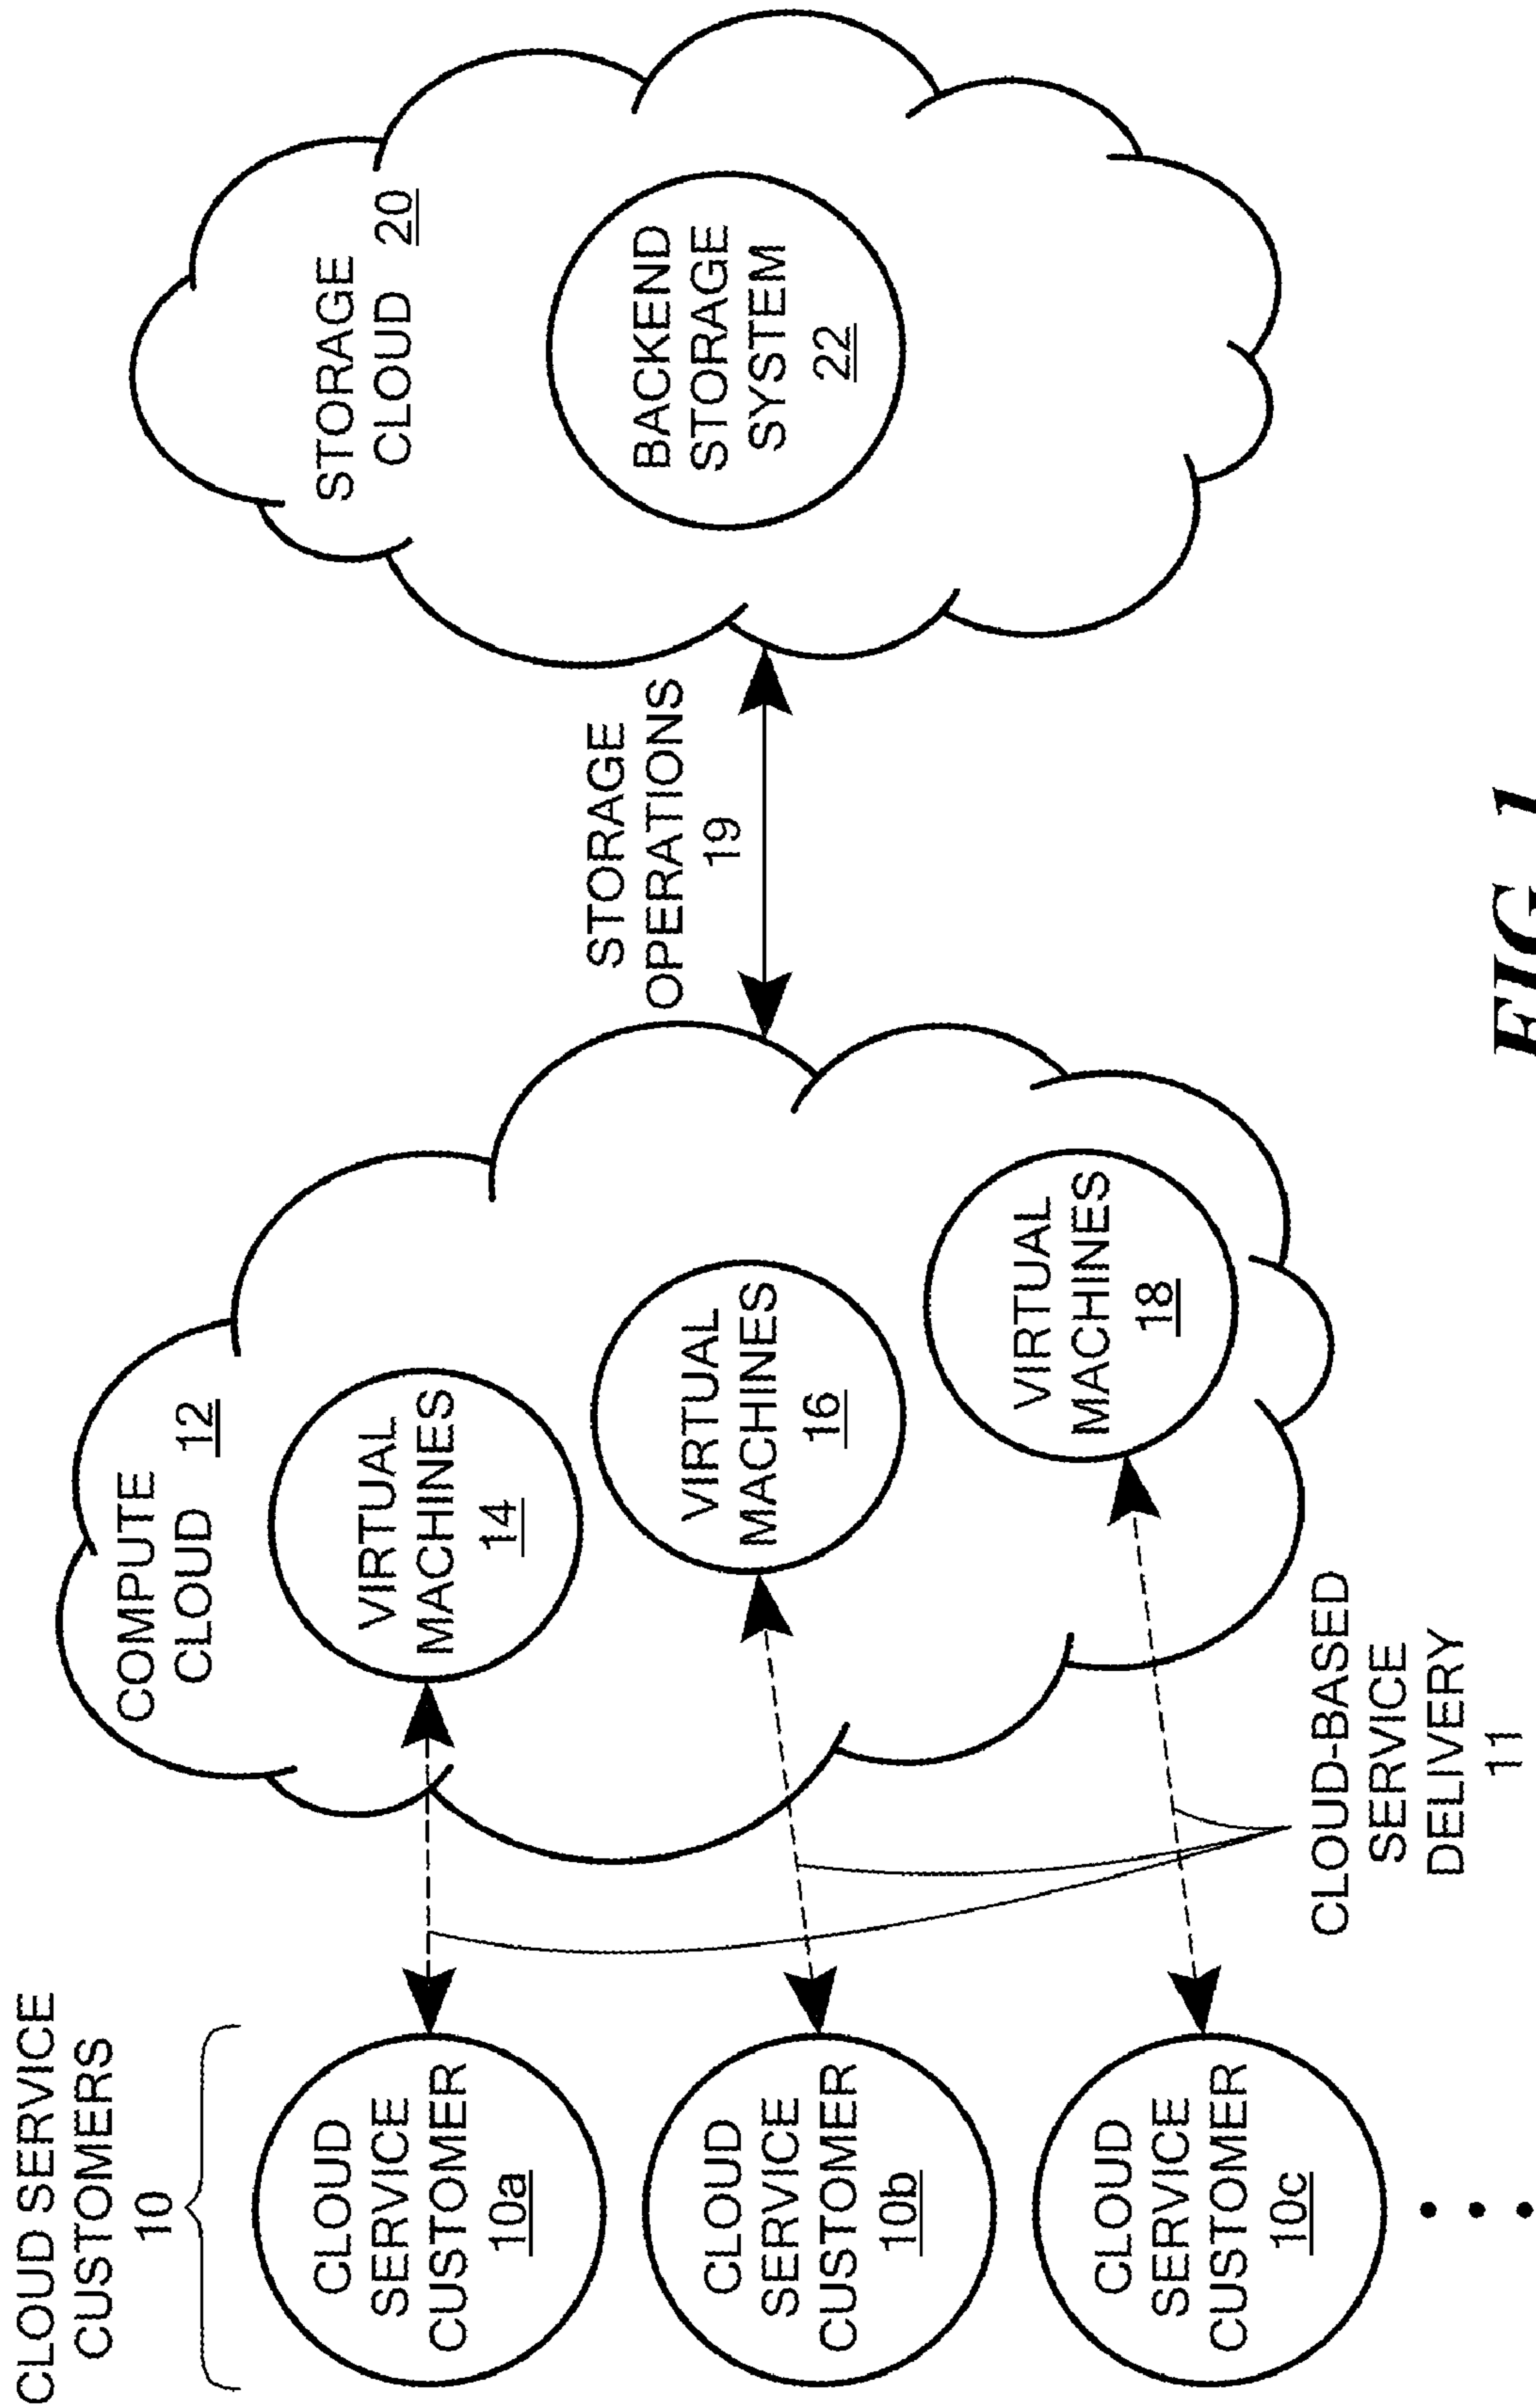 CLOUD SERVICE
CUSTOMERS
10
CLOUD
SERVICE
CUSTOMER
10a
CLOUD
SERVICE
CUSTOMER
10b
CLOUD
SERVICE
CUSTOMER
10c
CLOUD-BASED
SERVICE
DELIVERY
11
COMPUTE
CLOUD 12
VIRTUAL
MACHINES
14
VIRTUAL
MACHINES
16
VIRTUAL
MACHINES
18
STORAGE
OPERATIONS
19
STORAGE
CLOUD 20
BACKEND
STORAGE
SYSTEM
22
FIG. 1